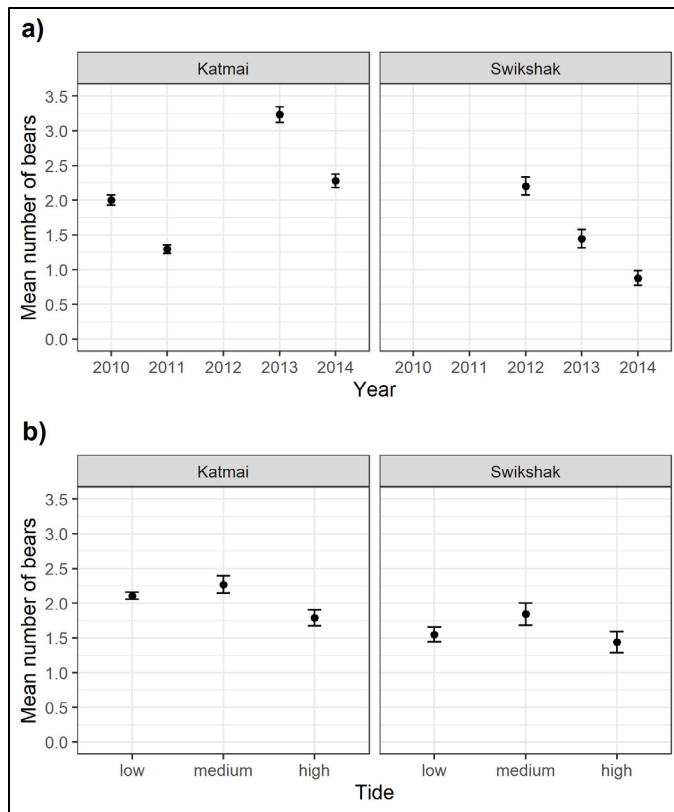 a)
Katmai Swikshak
Mean number of bears
3.5
3.0
2.5
2.0
1.5
1.0
0.5
0.0
2010 2011 2012 2013 2014 2010 2011 2012 2013 2014
Year
b)
Katmai Swikshak
Mean number of bears
3.5
3.0
2.5
2.0
1.5
1.0
0.5
0.0
low medium high low medium high
Tide